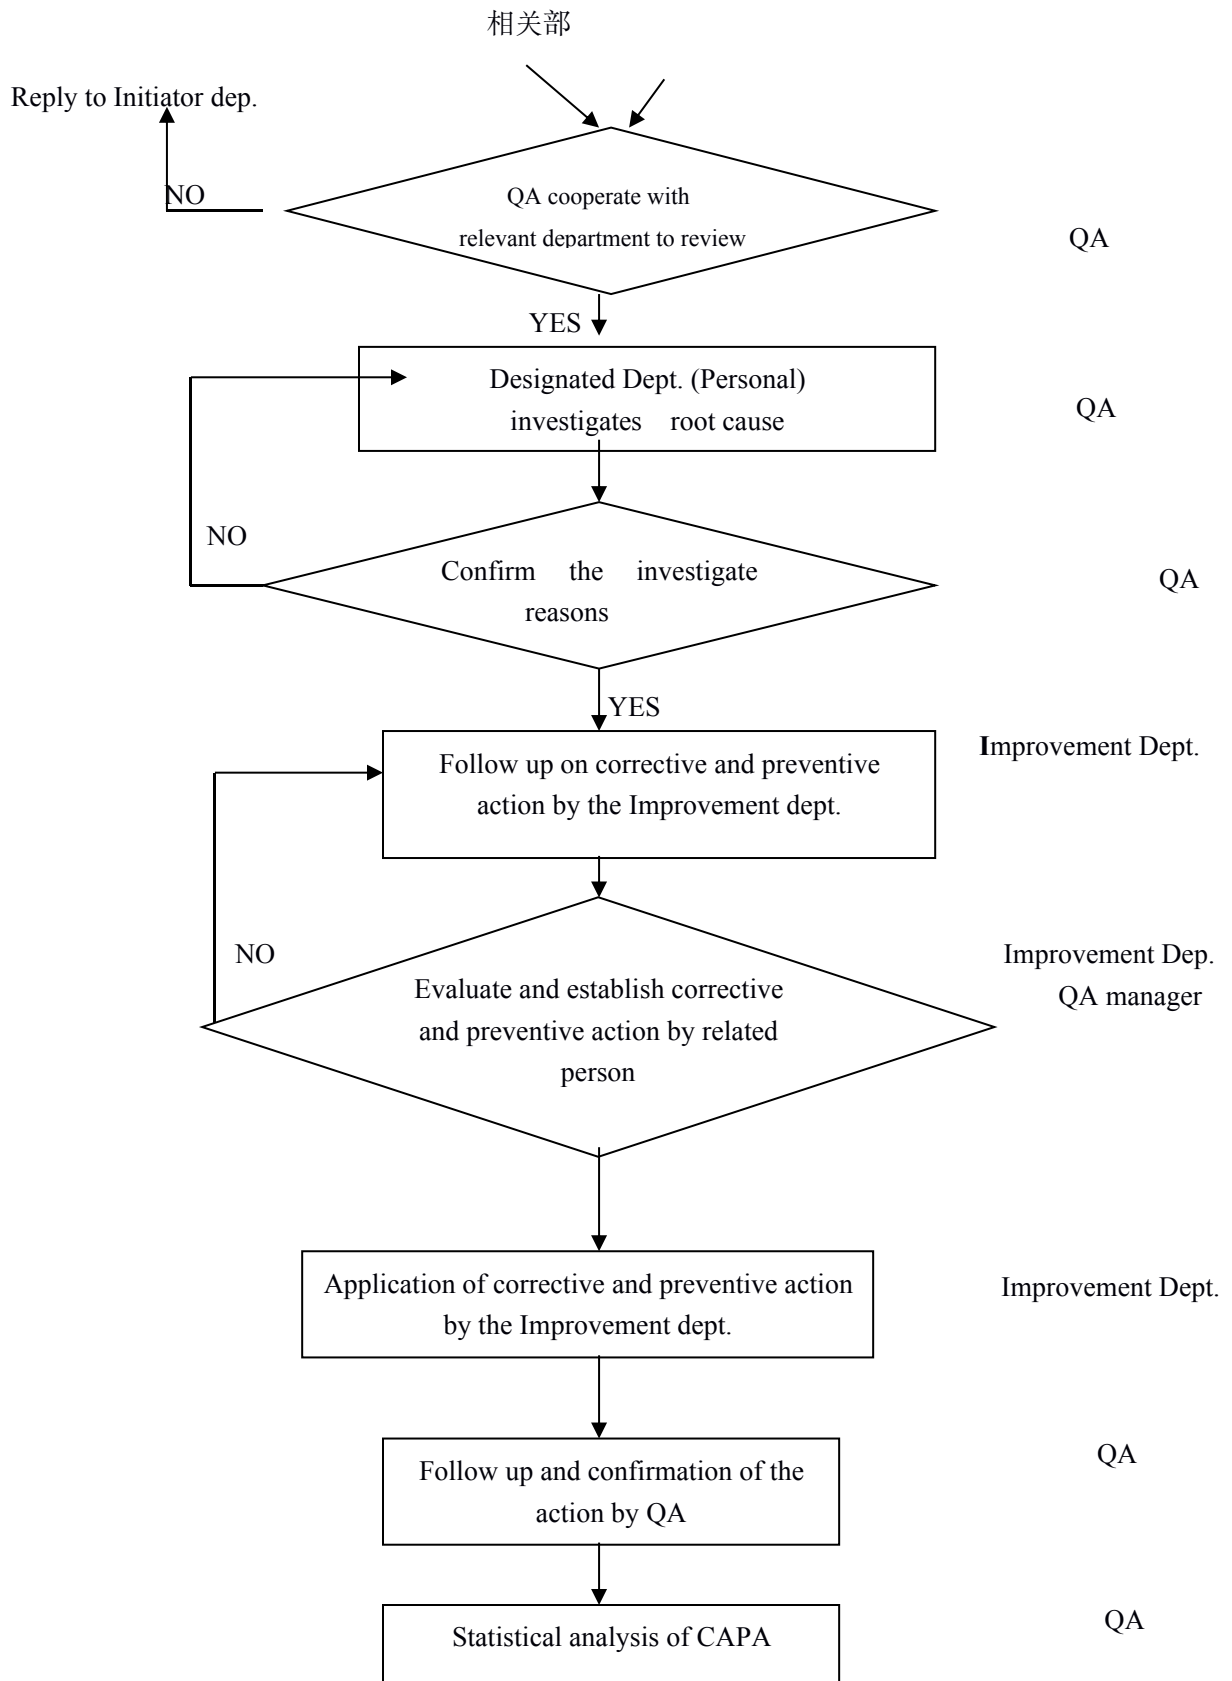 相关部
Reply to Initiator dep.
NO
QA cooperate with
relevant department to review
QA
YES
Designated Dept. (Personal)
investigates root cause
QA
NO
Confirm the investigate
reasons
QA
YES
Improvement Dept.
Follow up on corrective and preventive
action by the Improvement dept.
NO
Improvement Dep.
QA manager
Evaluate and establish corrective
and preventive action by related
person
Application of corrective and preventive action
by the Improvement dept.
Improvement Dept.
Follow up and confirmation of the
action by QA
QA
Statistical analysis of CAPA
QA